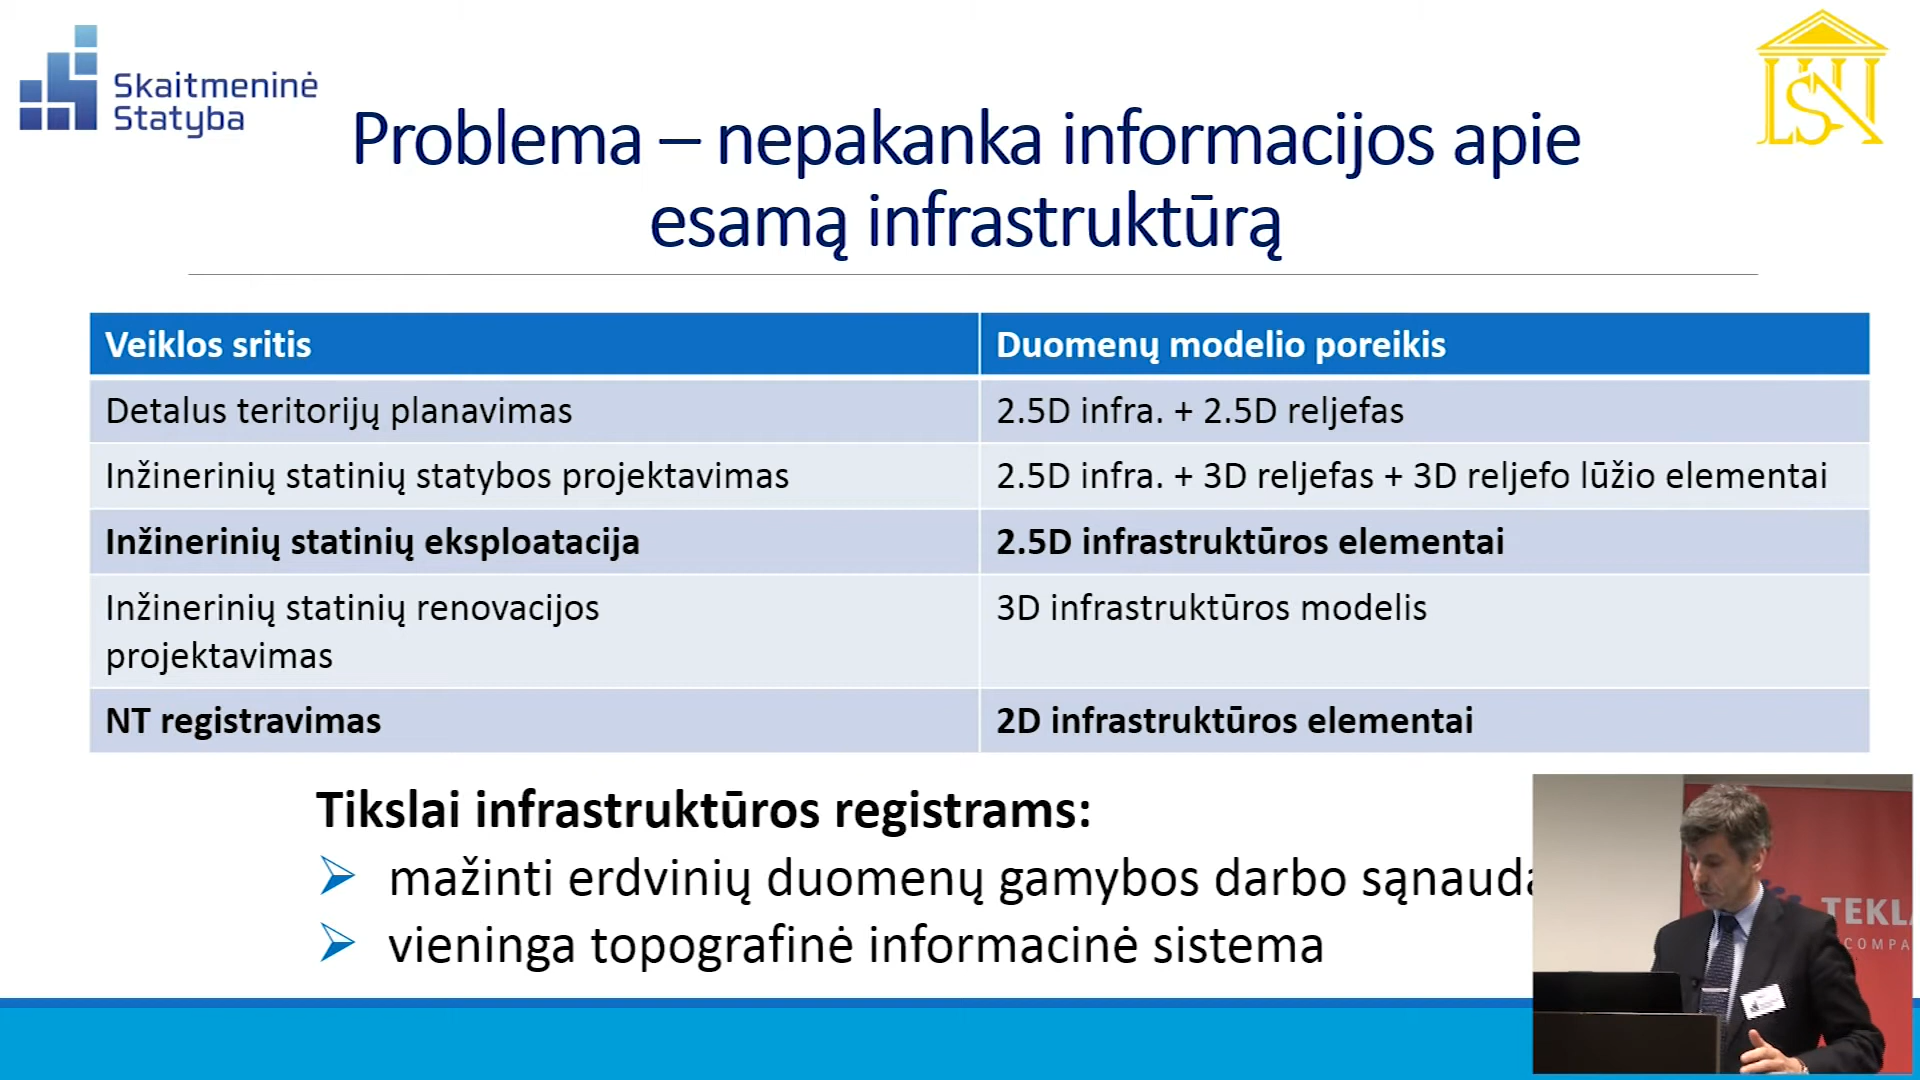 Skaitmeninė
Statyba
LSN
Problema – nepakanka informacijos apie
esamą infrastruktūrą
Veiklos sritis
Duomenų modelio poreikis
Detalus teritorijų planavimas
2.5D infra. + 2.5D reljefas
Inžinerinių statinių statybos projektavimas
2.5D infra. + 3D reljefas + 3D reljefo lūžio elementai
Inžinerinių statinių eksploatacija
2.5D infrastruktūros elementai
Inžinerinių statinių renovacijos
projektavimas
3D infrastruktūros modelis
NT registravimas
2D infrastruktūros elementai
Tikslai infrastruktūros registrams:
mažinti erdvinių duomenų gamybos darbo
vieninga topografinė informacinė sistema
TEKLA